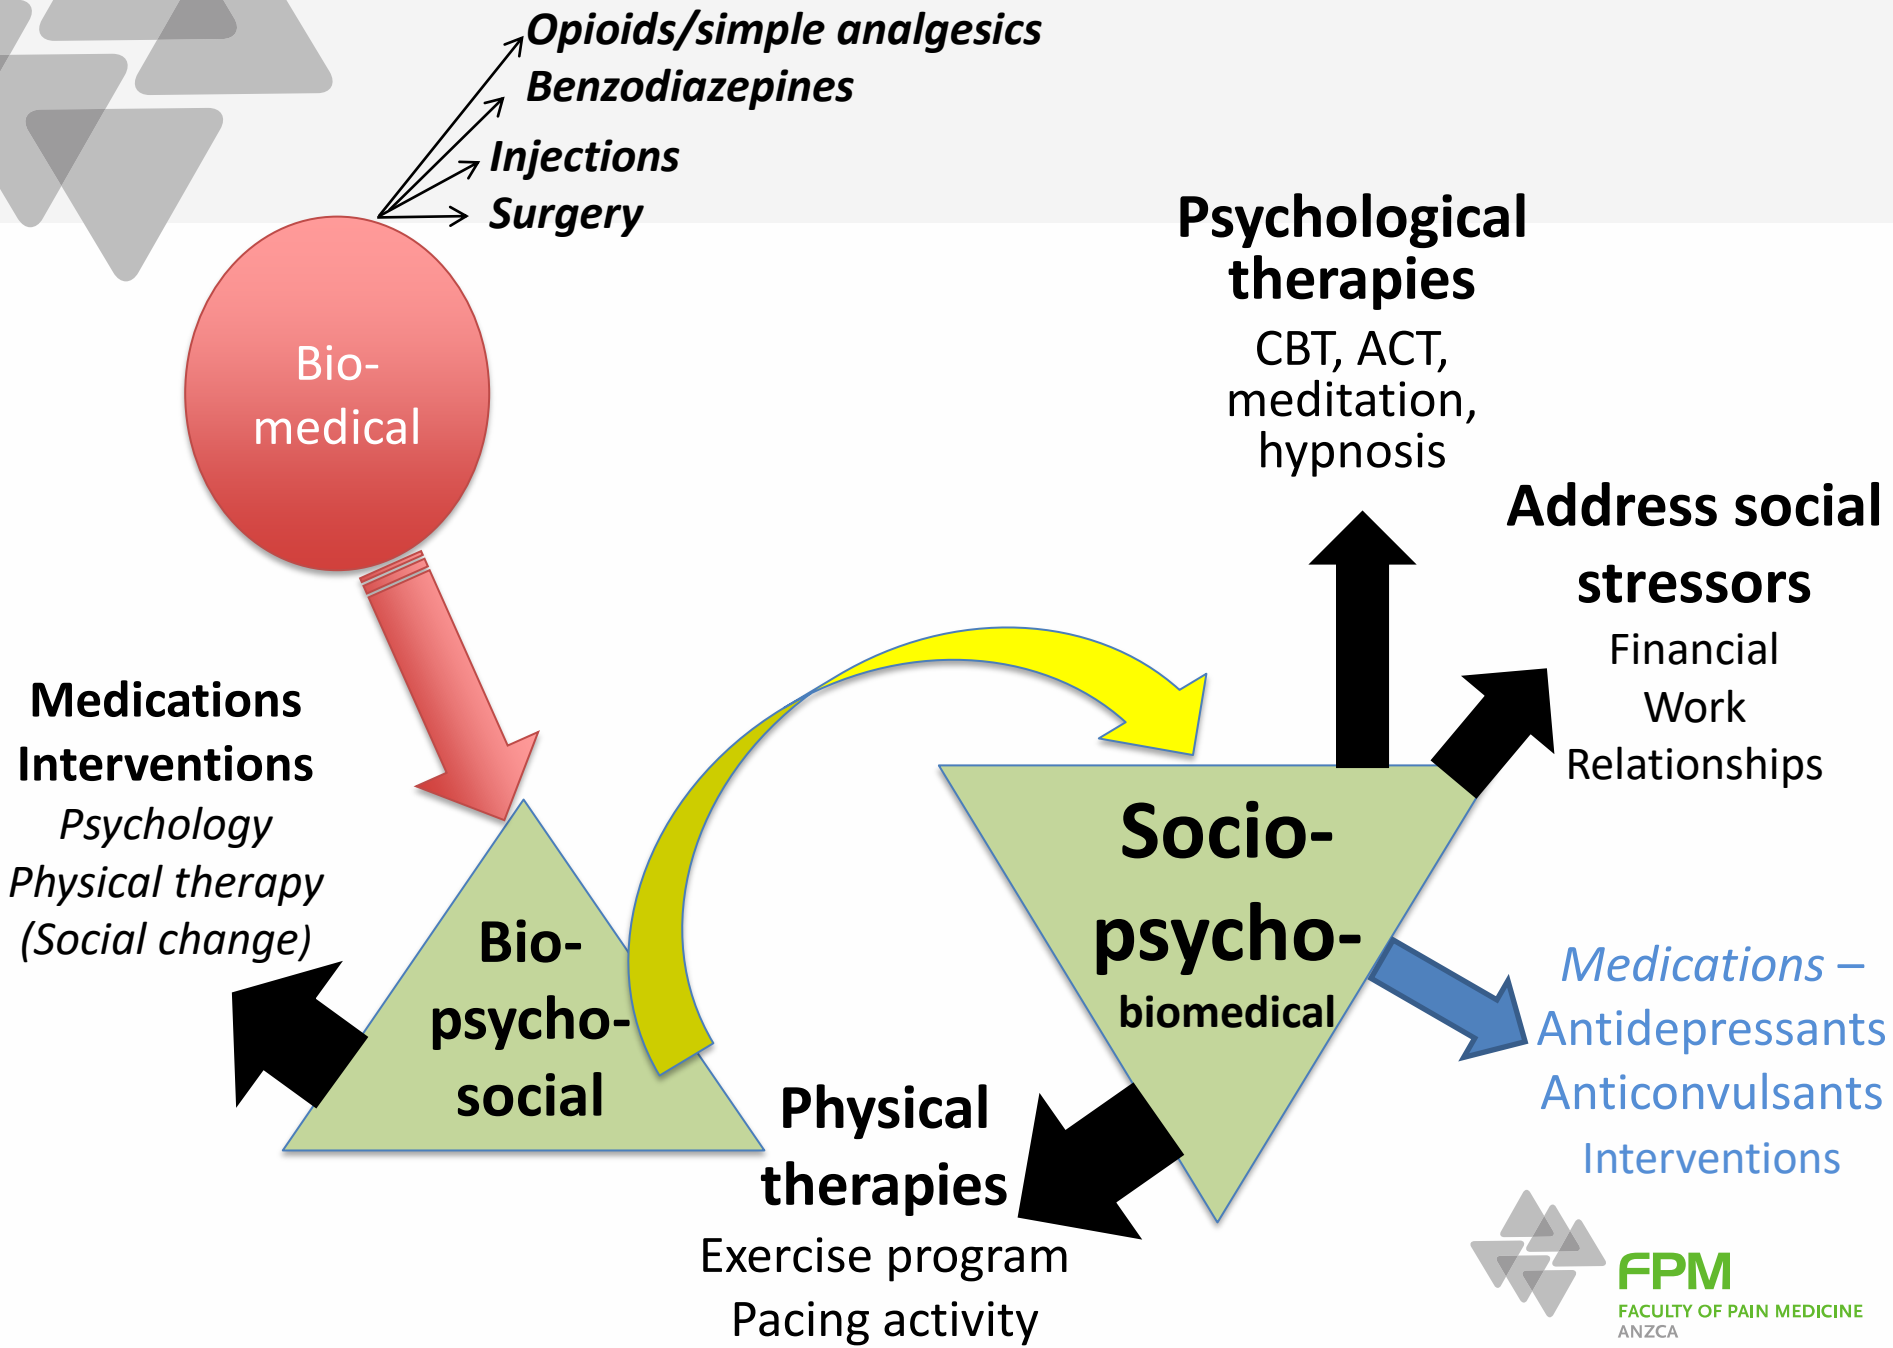 Opioids/simple analgesics
Benzodiazepines
Injections
Surgery
Bio-
medical
Psychological
therapies
CBT, ACT,
meditation,
hypnosis
Address social
stressors
Financial
Work
Relationships
Medications
Interventions
Psychology
Physical therapy
(Social change)
Bio-
psycho-
social
Socio-
psycho-
biomedical
Medications –
Antidepressants
Anticonvulsants
Interventions
Physical
therapies
Exercise program
Pacing activity
FPM
FACULTY OF PAIN MEDICINE
ANZCA